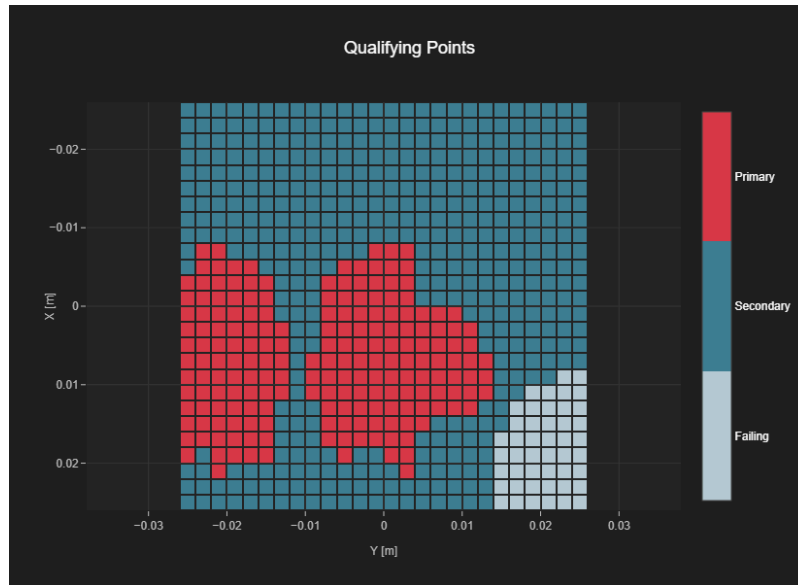 Qualifying Points
−0.02
−0.01
0
0.01
0.02
X [m]
−0.03
−0.02
−0.01
0
0.01
0.02
0.03
Y [m]
Primary
Secondary
Failing